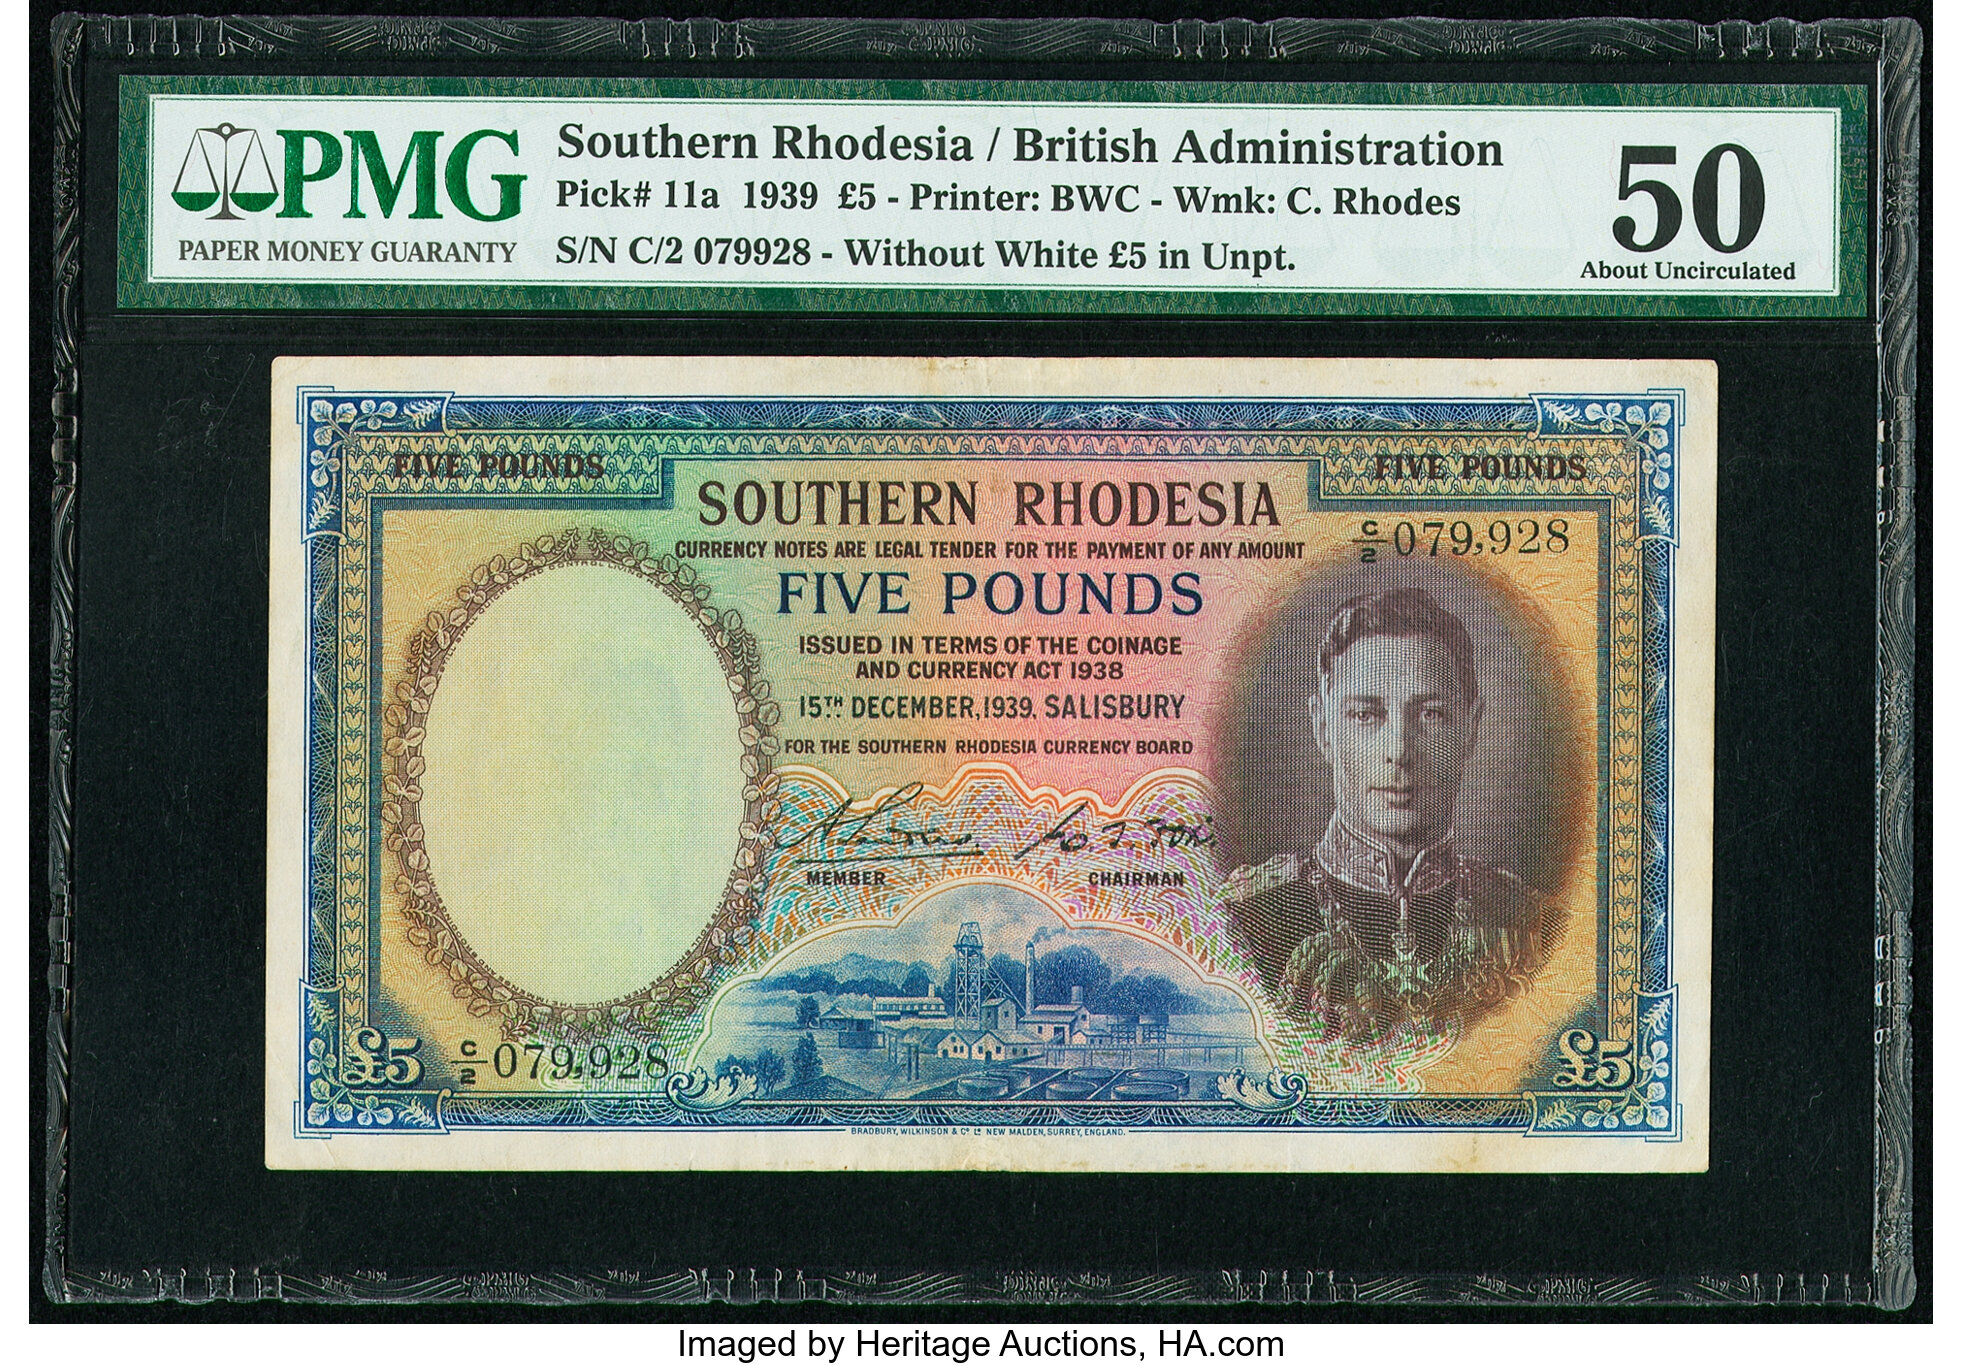 PMG
PAPER MONEY GUARANTY
Southern Rhodesia / British Administration
Pick# 11a 1939 £5 - Printer: BWC - Wmk: C. Rhodes
S/N C/2 079928 - Without White £5 in Unpt.
50
About Uncirculated
FIVE POUNDS
FIVE POUNDS
SOUTHERN RHODESIA
C/2 079,928
CURRENCY NOTES ARE LEGAL TENDER FOR THE PAYMENT OF ANY AMOUNT
FIVE POUNDS
ISSUED IN TERMS OF THE COINAGE
AND CURRENCY ACT 1938
15TH DECEMBER, 1939. SALISBURY
FOR THE SOUTHERN RHODESIA CURRENCY BOARD
MEMBER
CHAIRMAN
£5
C/2 079,928
£5
BRADBURY, WILKINSON & Co Ld NEW MALDEN, SURREY, ENGLAND.
Imaged by Heritage Auctions, HA.com